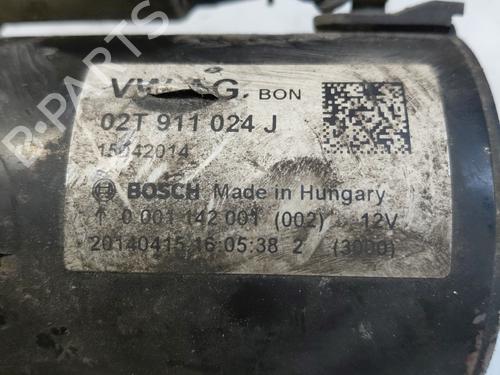 VW AG. BON
02T 911 024 J
15042014
BOSCH Made in Hungary
0 001 142 001 (002) 12V
20140415 16:05:38 2 (3000)
B-PARTS